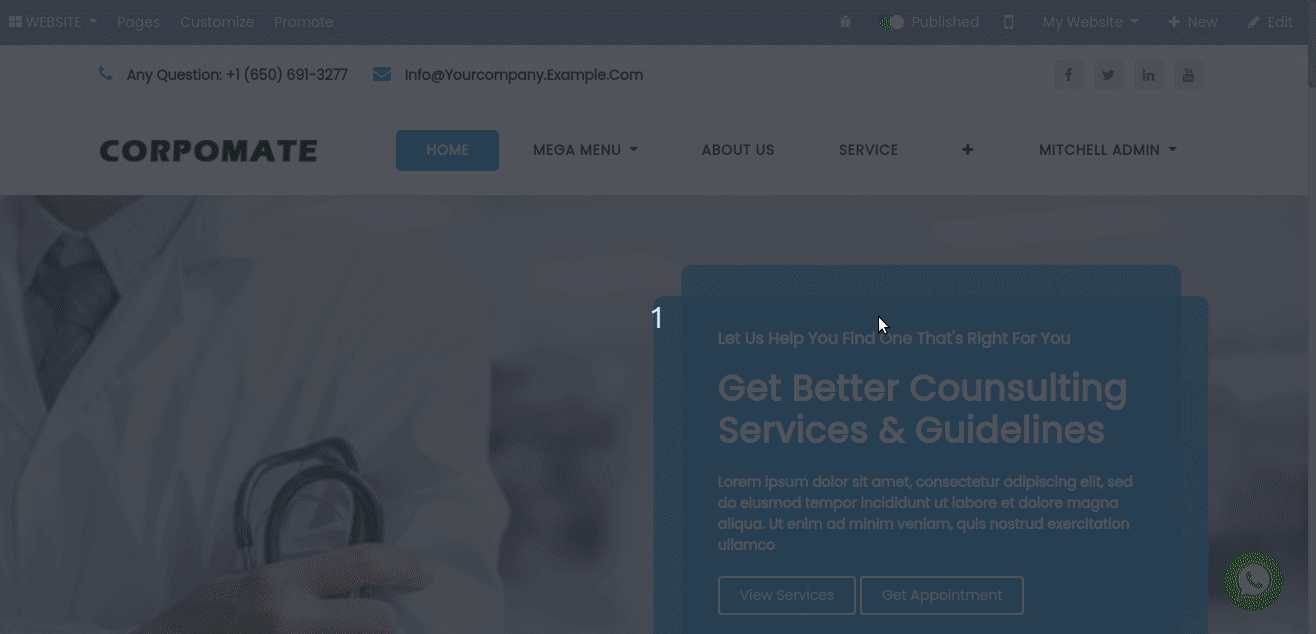 WEBSITE Pages Customize Promote Published My Website New Edit
Any Question: +1 (650) 691-3277 Info@Yourcompany.Example.Com
CORPOMATE HOME MEGA MENU ABOUT US SERVICE + MITCHELL ADMIN
1
Let Us Help You Find One That's Right For You
Get Better Counsulting
Services & Guidelines
Lorem ipsum dolor sit amet, consectetur adipiscing elit, sed
do eiusmod tempor incididunt ut labore et dolore magna
aliqua. Ut enim ad minim veniam, quis nostrud exercitation
ullamco
View Services Get Appointment